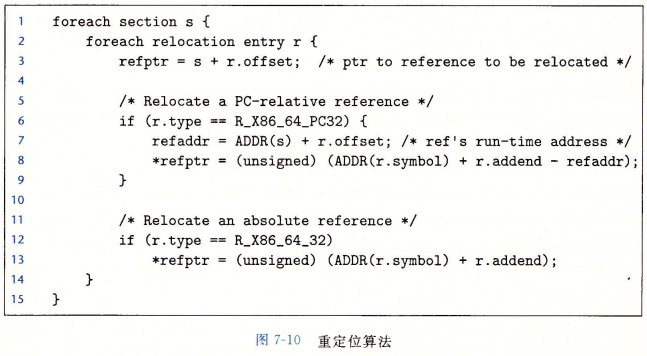 1 foreach section s {
2     foreach relocation entry r {
3         refptr = s + r.offset;  /* ptr to reference to be relocated */
4
5         /* Relocate a PC-relative reference */
6         if (r.type == R_X86_64_PC32) {
7             refaddr = ADDR(s) + r.offset; /* ref's run-time address */
8             *refptr = (unsigned) (ADDR(r.symbol) + r.addend - refaddr);
9         }
10
11         /* Relocate an absolute reference */
12         if (r.type == R_X86_64_32)
13             *refptr = (unsigned) (ADDR(r.symbol) + r.addend);
14     }
15 }
图 7-10 重定位算法